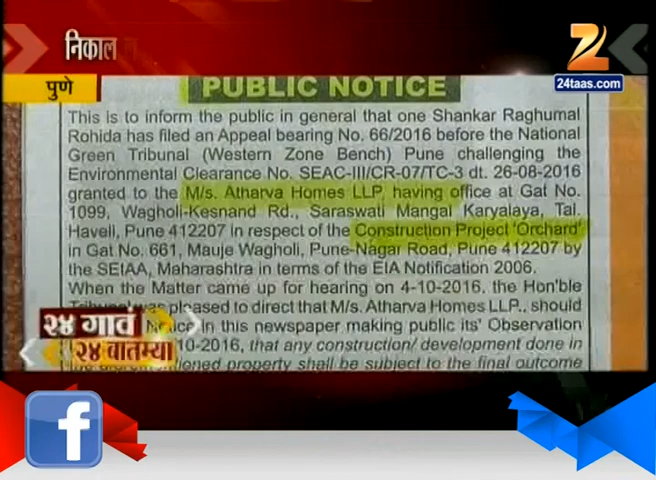 निकाल
24taas.com
पुणे
PUBLIC NOTICE
This is to inform the public in general that one Shankar Raghumal
Rohida has filed an Appeal bearing No. 66/2016 before the National
Green Tribunal (Western Zone Bench) Pune challenging the
Environmental Clearance No. SEAC-III/CR-07/TC-3 dt. 26-08-2016
granted to the M/s. Atharva Homes LLP, having office at Gat No.
1099, Wagholi-Kesnand Rd., Saraswati Mangal Karyalaya, Tal.
Haveli, Pune 412207 in respect of the Construction Project 'Orchard'
in Gat No. 661, Mauje Wagholi, Pune-Nagar Road, Pune 412207 by
the SEIAA, Maharashtra in terms of the EIA Notification 2006.
When the Matter came up for hearing on 4-10-2016, the Hon'ble
Tribunal was pleased to direct that M/s. Atharva Homes LLP., should
Notice in this newspaper making public its' Observation
10-2016, that any construction/ development done in
the aforementioned property shall be subject to the final outcome
२४ गावं
२४ बातम्या
f